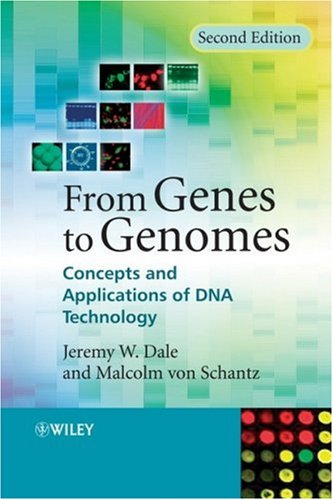 Second Edition
From Genes
to Genomes
Concepts and
Applications of DNA
Technology
Jeremy W. Dale
and Malcolm von Schantz
WILEY